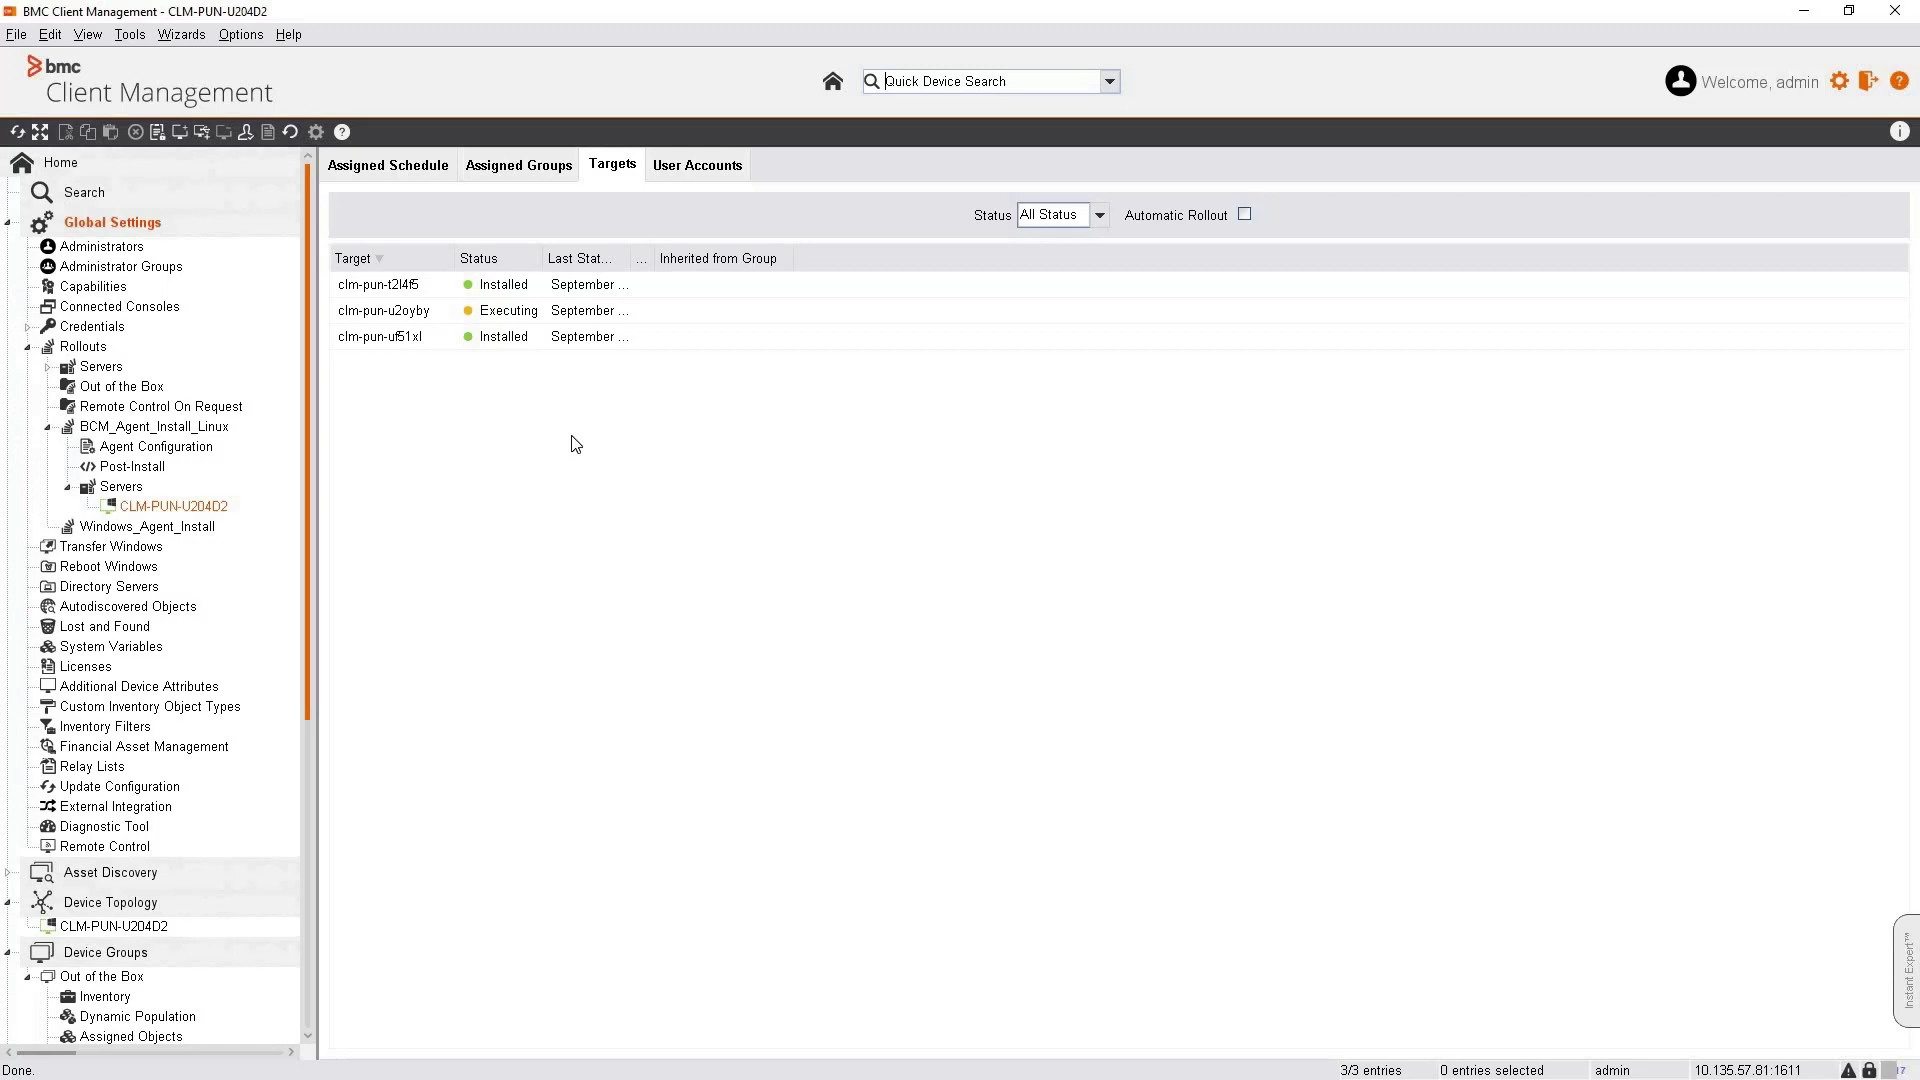 BMC Client Management - CLM-PUN-U204D2
File Edit View Tools Wizards Options Help
bmc
Client Management
Quick Device Search
Welcome, admin
Home
Search
Global Settings
Administrators
Administrator Groups
Capabilities
Connected Consoles
Credentials
Rollouts
Servers
Out of the Box
Remote Control On Request
BCM_Agent_Install_Linux
Agent Configuration
Post-Install
Servers
CLM-PUN-U204D2
Windows_Agent_Install
Transfer Windows
Reboot Windows
Directory Servers
Autodiscovered Objects
Lost and Found
System Variables
Licenses
Additional Device Attributes
Custom Inventory Object Types
Inventory Filters
Financial Asset Management
Relay Lists
Update Configuration
External Integration
Diagnostic Tool
Remote Control
Asset Discovery
Device Topology
CLM-PUN-U204D2
Device Groups
Out of the Box
Inventory
Dynamic Population
Assigned Objects
Assigned Schedule Assigned Groups Targets User Accounts
Status All Status Automatic Rollout
Target Status Last Stat... ... Inherited from Group
clm-pun-t2l4f5 Installed September ...
clm-pun-u2oyby Executing September ...
clm-pun-uf51xl Installed September ...
Instant Expert™
Done. 3/3 entries 0 entries selected admin 10.135.57.81:1611